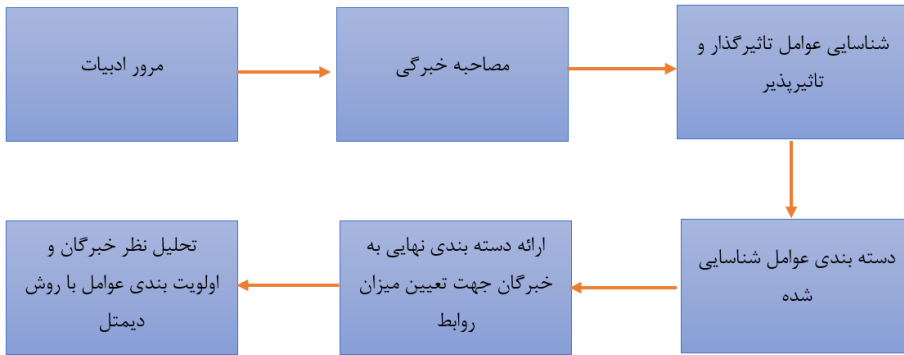 مرور ادبیات
مصاحبه خبرگی
شناسایی عوامل تاثیرگذار و
تاثیرپذیر
دسته بندی عوامل شناسایی
شده
ارائه دسته بندی نهایی به
خبرگان جهت تعیین میزان
روابط
تحلیل نظر خبرگان و
اولویت بندی عوامل با روش
دیمتل